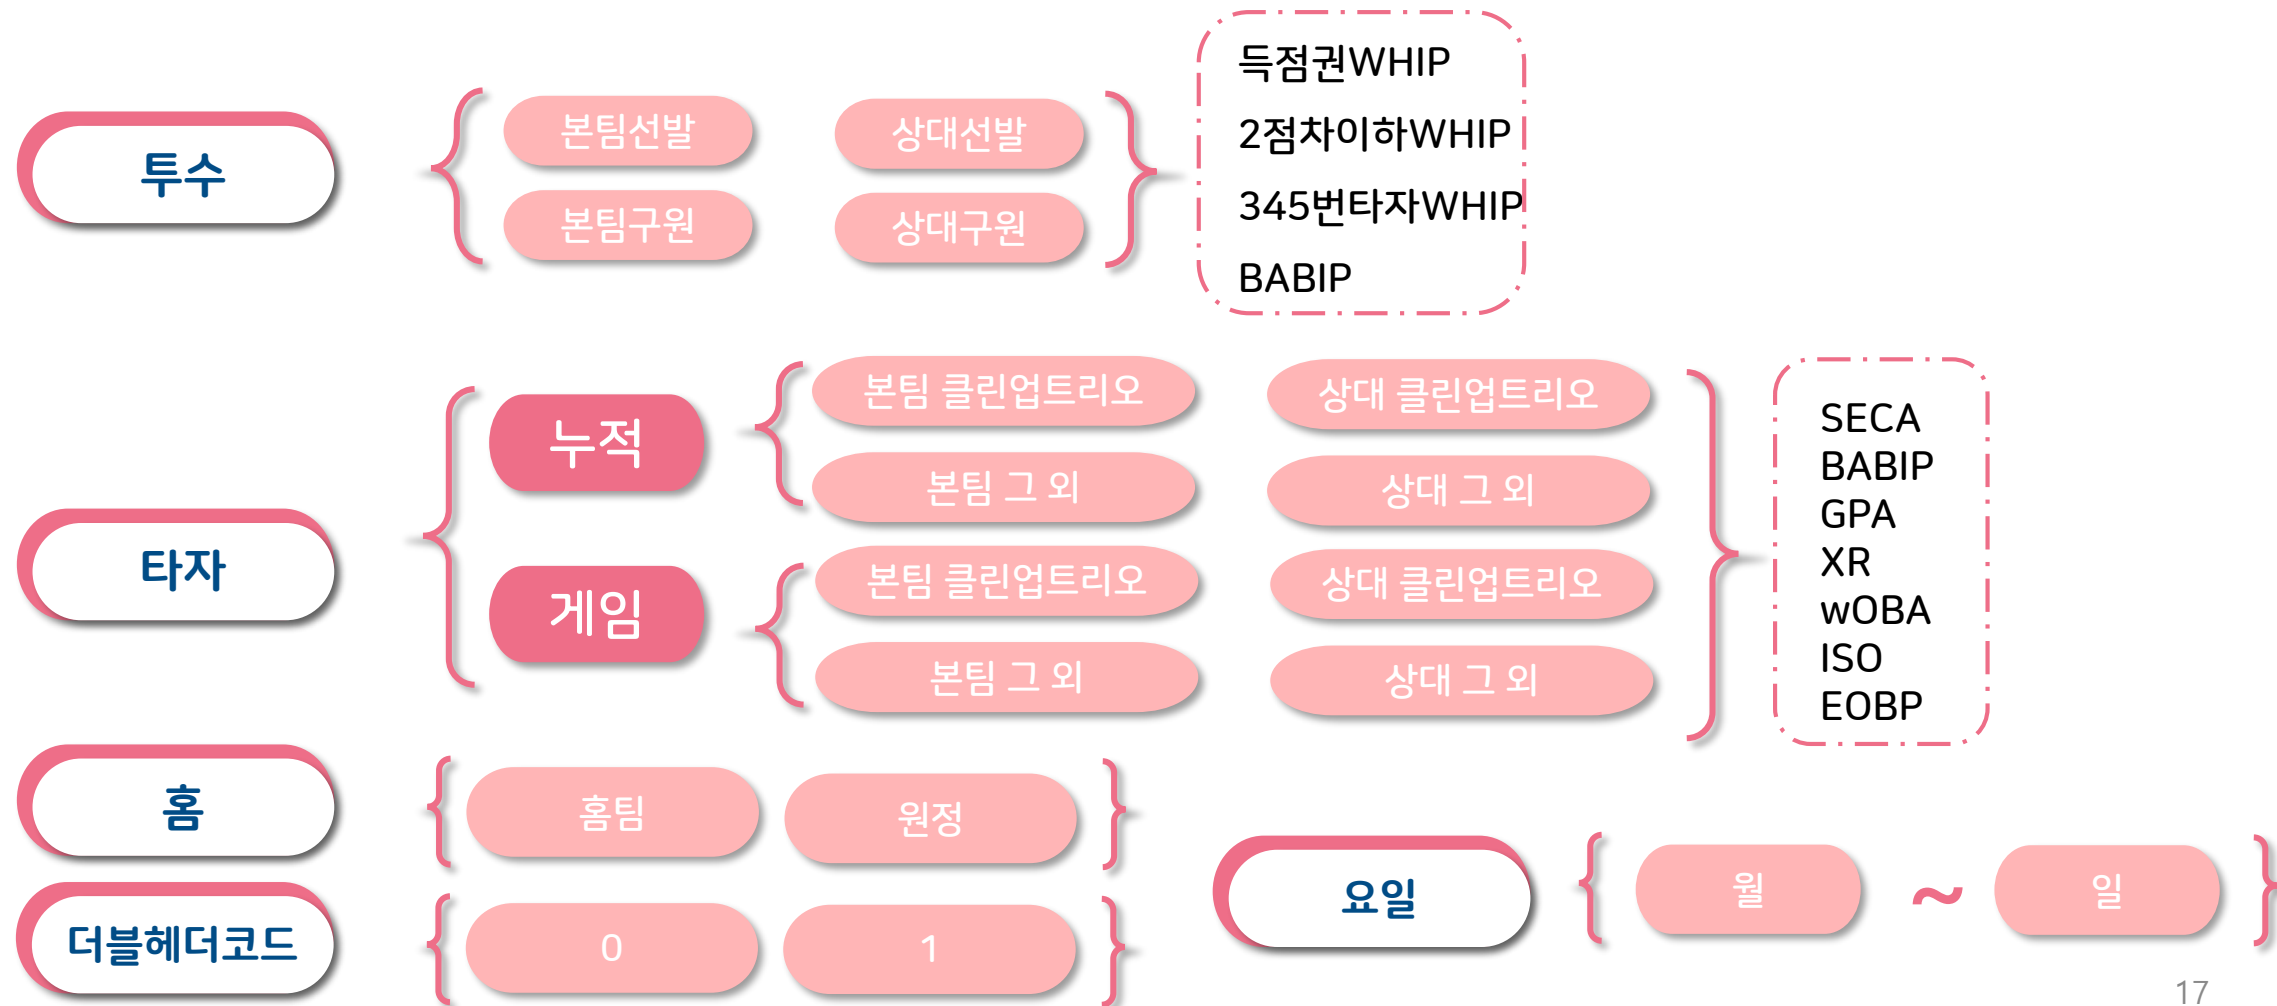 투수
본팀선발
상대선발
본팀구원
상대구원
득점권WHIP
2점차이하WHIP
345번타자WHIP
BABIP
타자
누적
본팀 클린업트리오
상대 클린업트리오
본팀 그 외
상대 그 외
게임
본팀 클린업트리오
상대 클린업트리오
본팀 그 외
상대 그 외
SECA
BABIP
GPA
XR
wOBA
ISO
EOBP
홈
홈팀
원정
더블헤더코드
0
1
요일
월
~
일
17